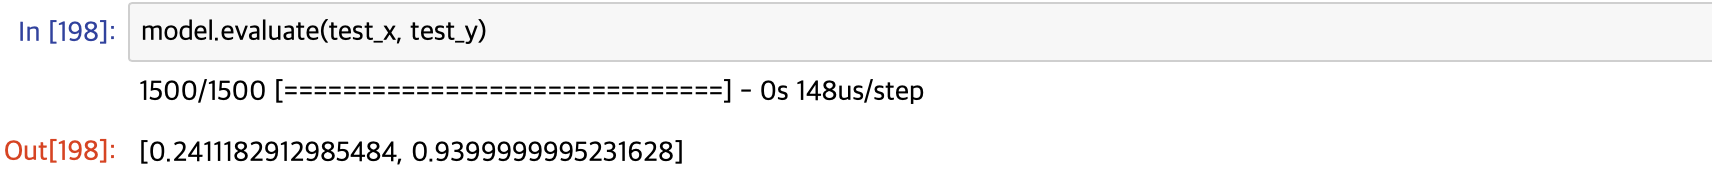 In [198]: model.evaluate(test_x, test_y)
1500/1500 [==============================] - 0s 148us/step
Out[198]: [0.2411182912985484, 0.9399999995231628]